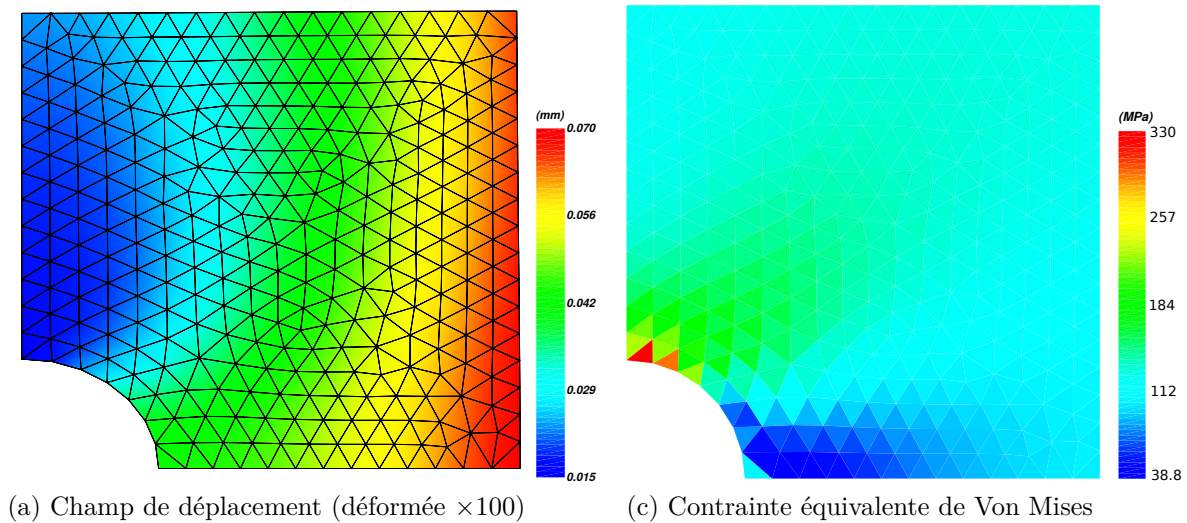 (mm)
0.070
0.056
0.042
0.029
0.015
(MPa)
330
257
184
112
38.8
(a) Champ de déplacement (déformée ×100)
(c) Contrainte équivalente de Von Mises